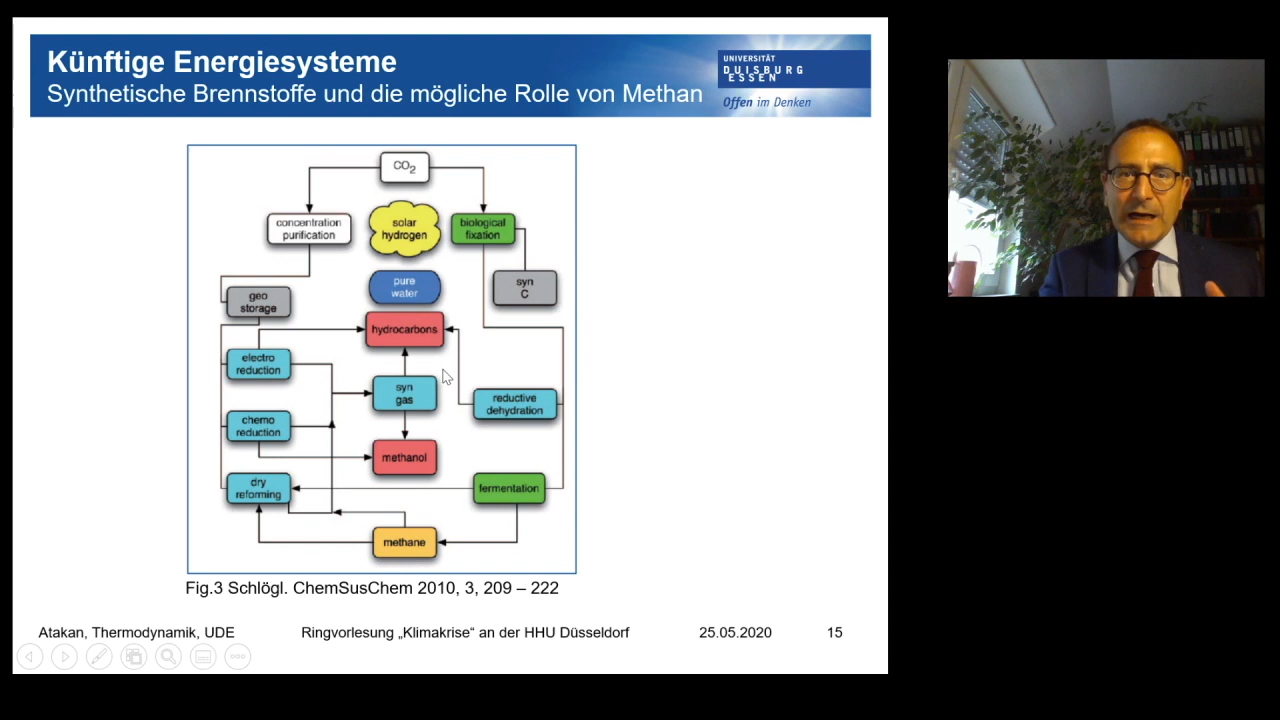 Künftige Energiesysteme
Synthetische Brennstoffe und die mögliche Rolle von Methan
UNIVERSITÄT
DUISBURG
ESSEN
Offen im Denken
CO2
concentration
purification
solar
hydrogen
biological
fixation
pure
water
syn
C
geo
storage
hydrocarbons
electro
reduction
syn
gas
reductive
dehydration
chemo
reduction
methanol
dry
reforming
fermentation
methane
Fig.3 Schlögl. ChemSusChem 2010, 3, 209 – 222
Atakan, Thermodynamik, UDE
Ringvorlesung „Klimakrise“ an der HHU Düsseldorf
25.05.2020
15